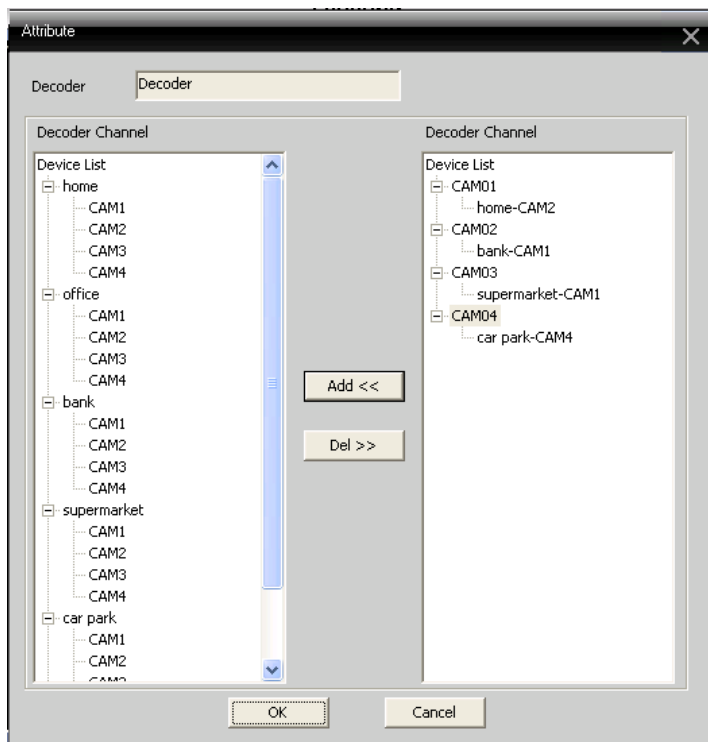 Attribute
Decoder
Decoder
Decoder Channel
Device List
home
CAM1
CAM2
CAM3
CAM4
office
CAM1
CAM2
CAM3
CAM4
bank
CAM1
CAM2
CAM3
CAM4
supermarket
CAM1
CAM2
CAM3
CAM4
car park
CAM1
CAM2
Add <<
Del >>
Decoder Channel
Device List
CAM01
home-CAM2
CAM02
bank-CAM1
CAM03
supermarket-CAM1
CAM04
car park-CAM4
OK
Cancel